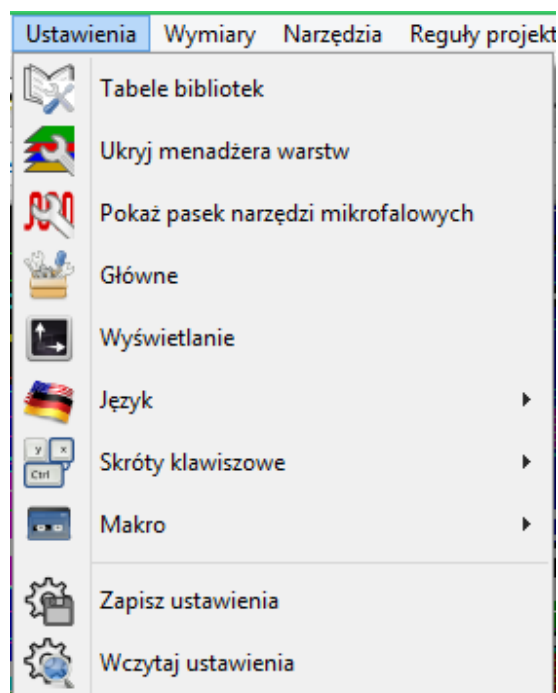 Ustawienia Wymiary Narzędzia Reguły projekt
Tabele bibliotek
Ukryj menadżera warstw
Pokaż pasek narzędzi mikrofalowych
Główne
Wyświetlanie
Język
y x
Ctrl
Skróty klawiszowe
Makro
Zapisz ustawienia
Wczytaj ustawienia